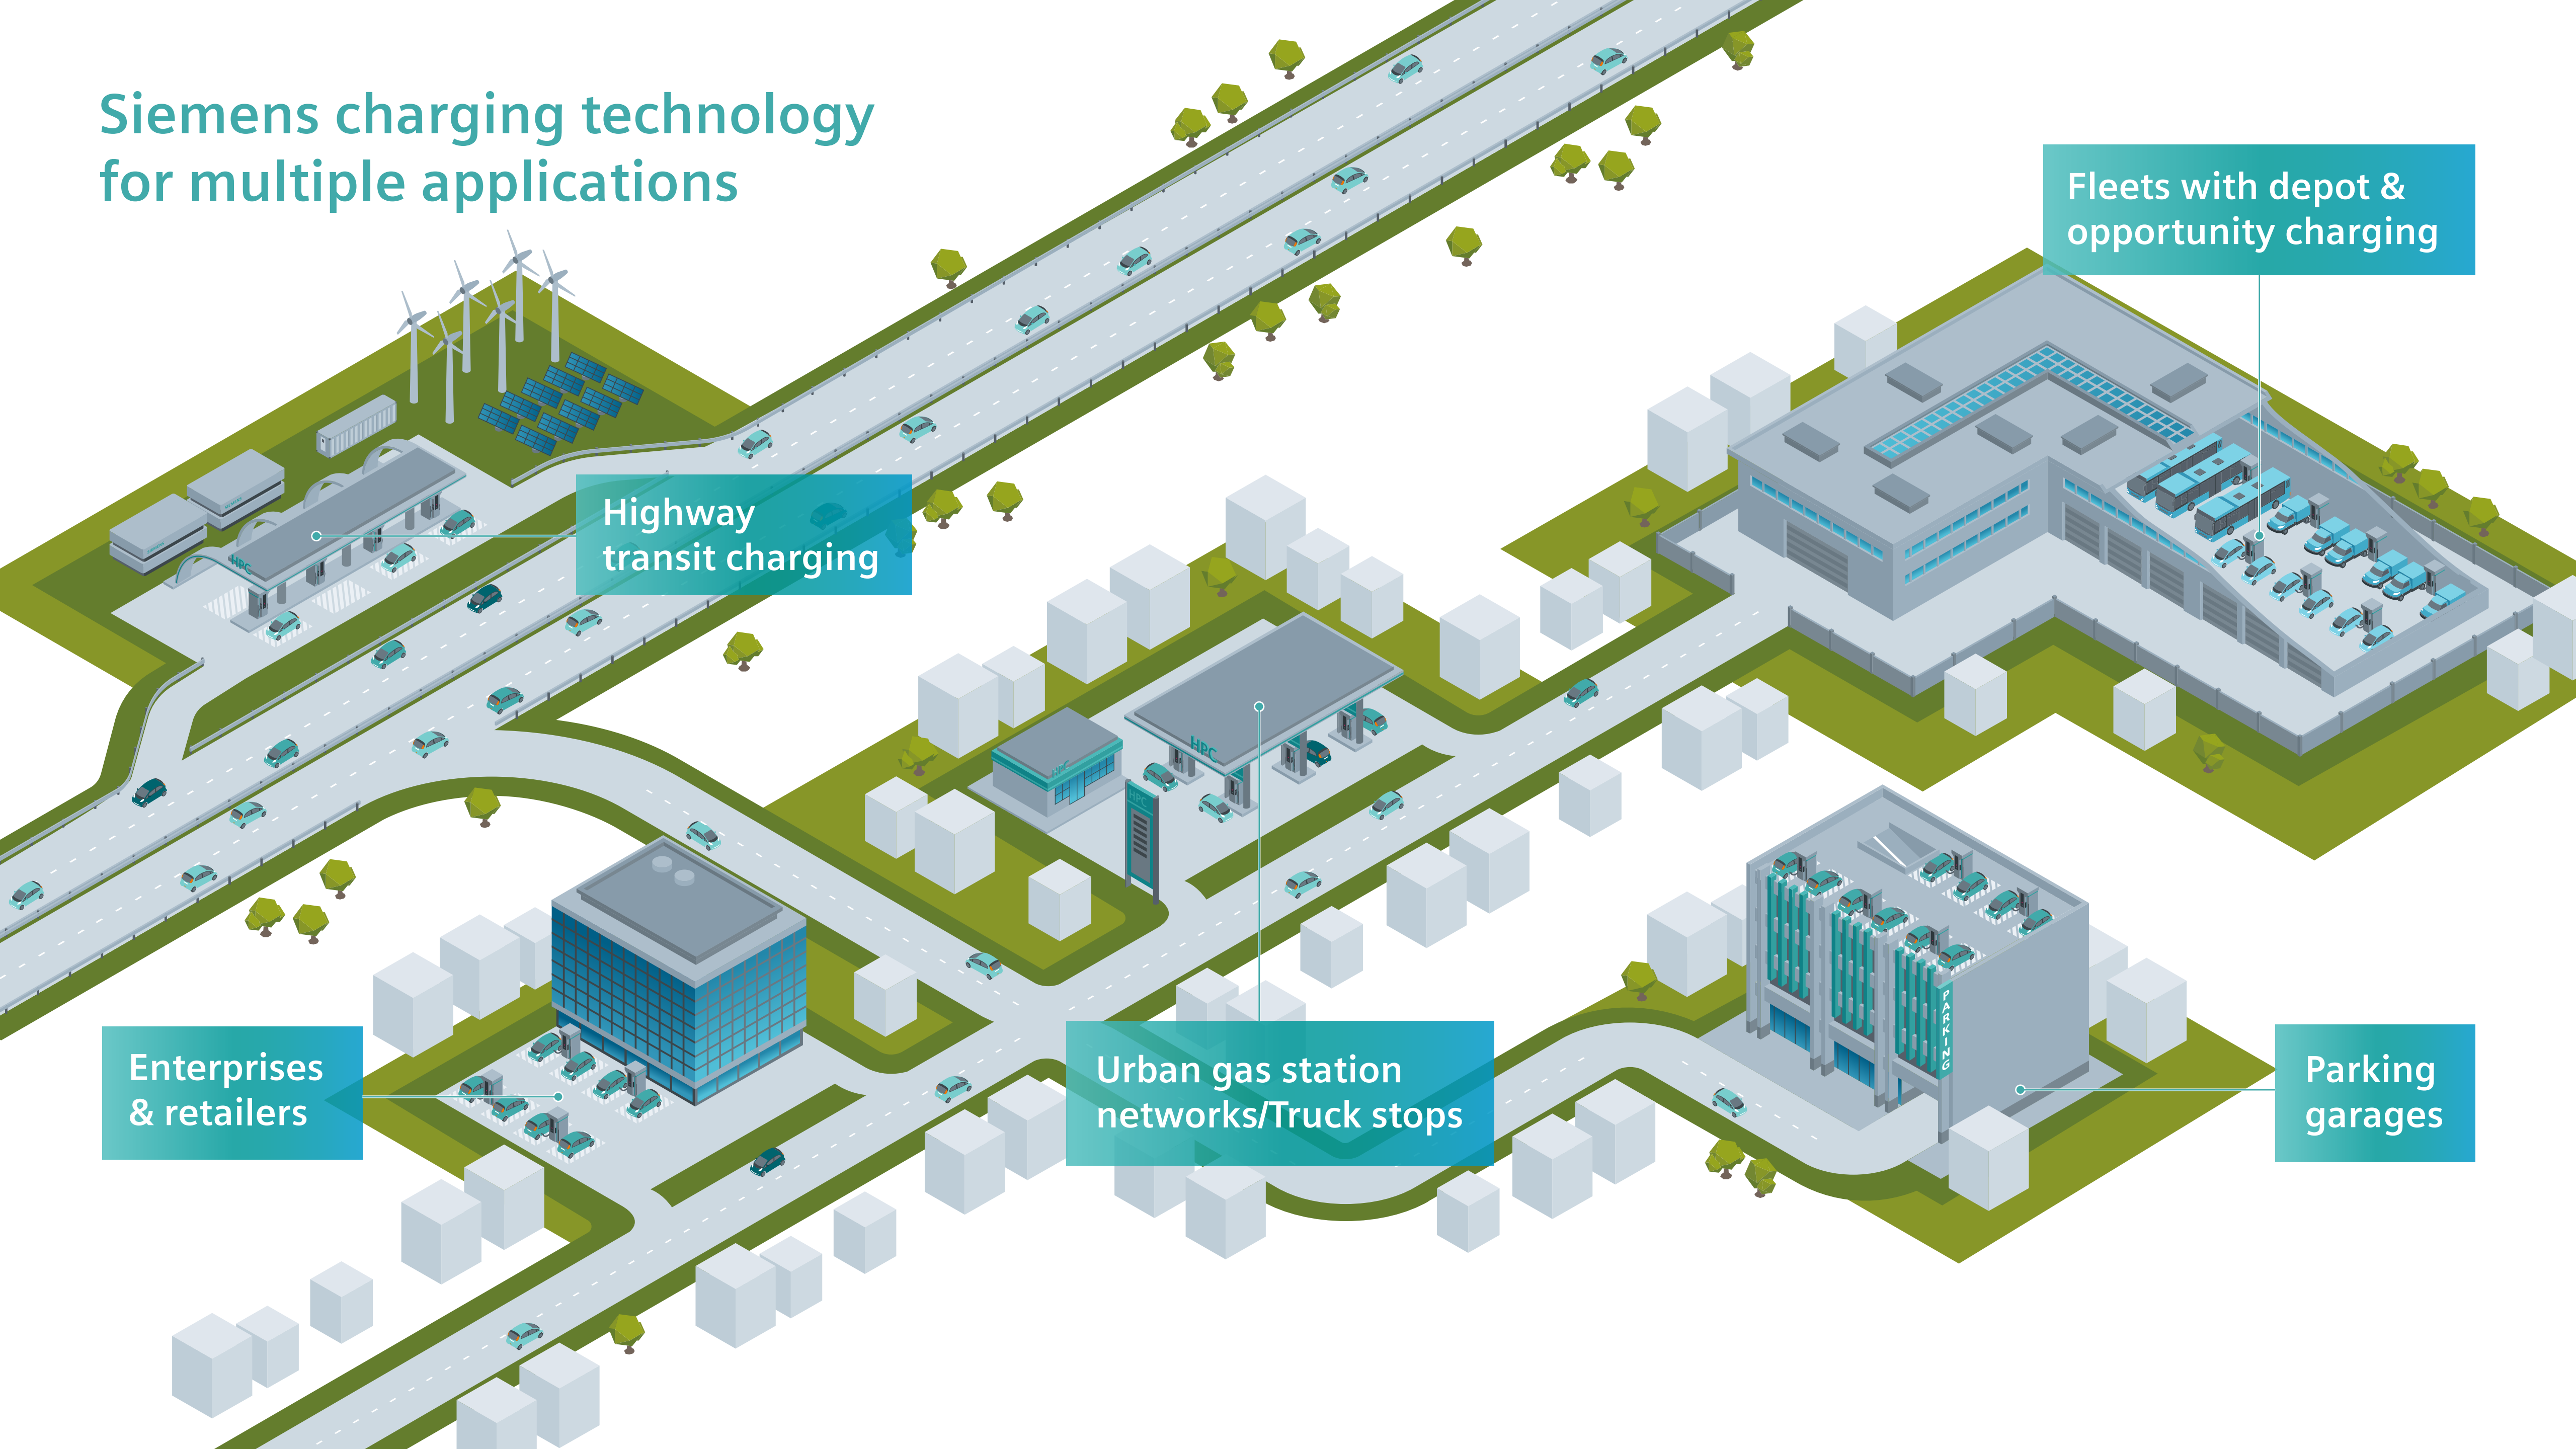 Siemens charging technology
for multiple applications
Fleets with depot &
opportunity charging
Highway
transit charging
HPC
HPC
HPC
HPC
PARKING
Enterprises
& retailers
Urban gas station
networks/Truck stops
Parking
garages